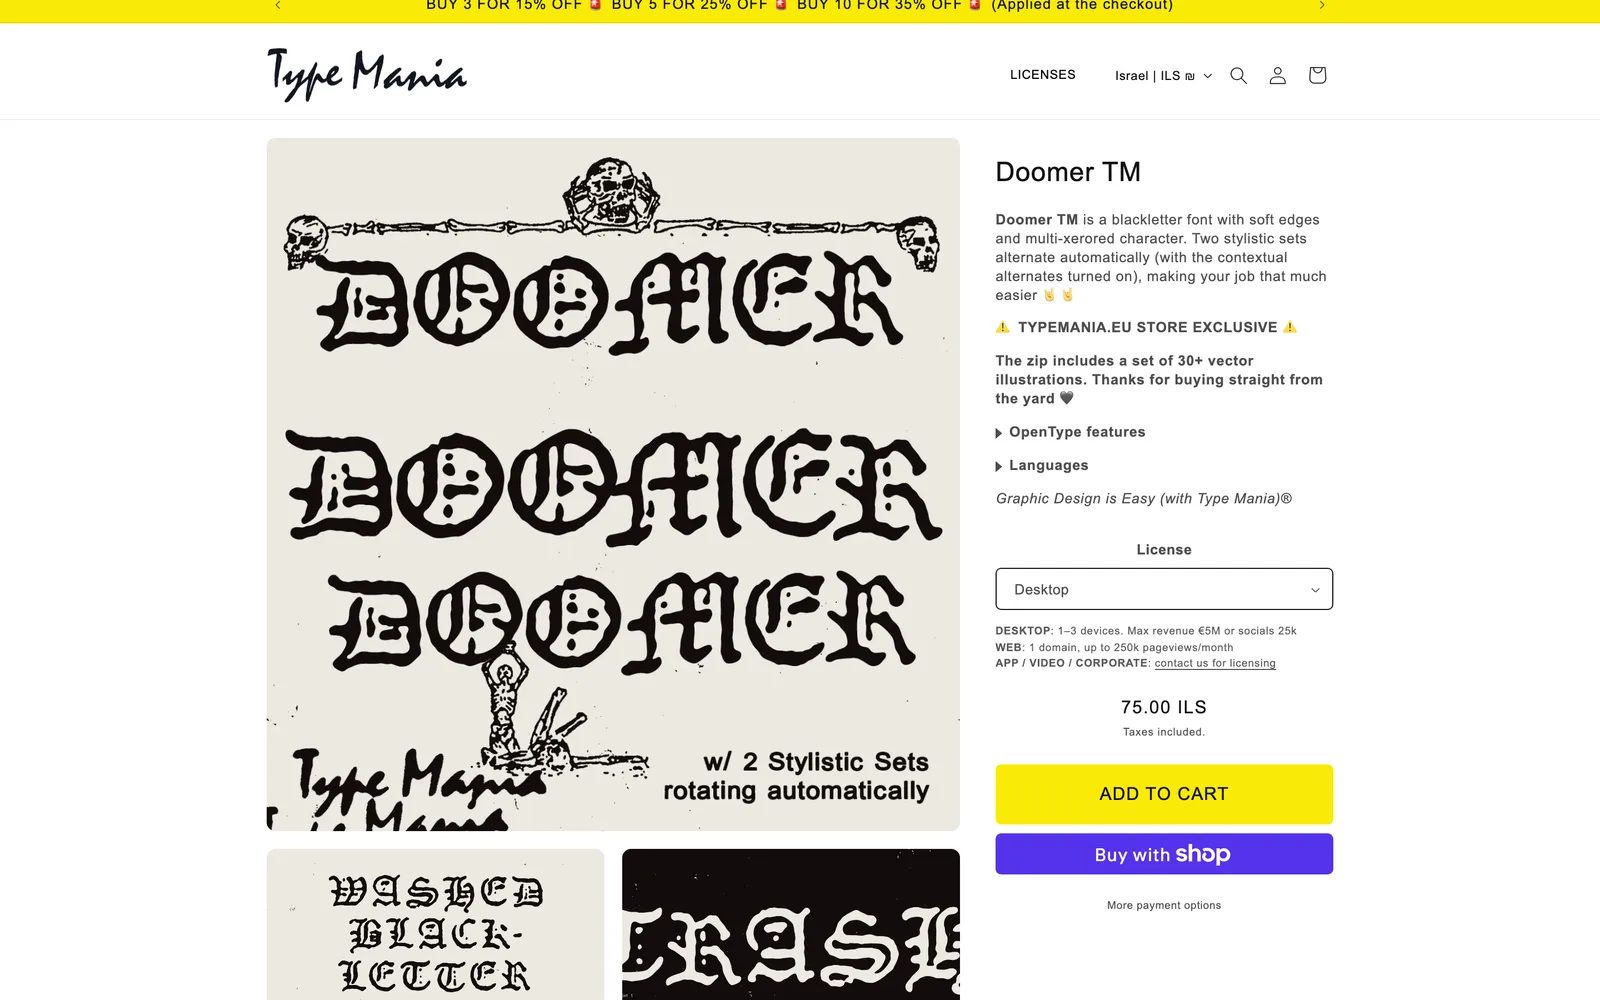 BUY 3 FOR 15% OFF 🚨 BUY 5 FOR 25% OFF 🚨 BUY 10 FOR 35% OFF 🚨 (Applied at the checkout)
Type Mania
LICENSES
Israel | ILS ₪
DOOMER
DOOMER
DOOMER
Type Mania
Type Mania
w/ 2 Stylistic Sets
rotating automatically
WASHED
BLACK-
LETTER
TRASH
Doomer TM
Doomer TM is a blackletter font with soft edges
and multi-xerored character. Two stylistic sets
alternate automatically (with the contextual
alternates turned on), making your job that much
easier 🤘 🤘
⚠️ TYPEMANIA.EU STORE EXCLUSIVE ⚠️
The zip includes a set of 30+ vector
illustrations. Thanks for buying straight from
the yard 🖤
OpenType features
Languages
Graphic Design is Easy (with Type Mania)®
License
Desktop
DESKTOP: 1–3 devices. Max revenue €5M or socials 25k
WEB: 1 domain, up to 250k pageviews/month
APP / VIDEO / CORPORATE: contact us for licensing
75.00 ILS
Taxes included.
ADD TO CART
Buy with shop
More payment options